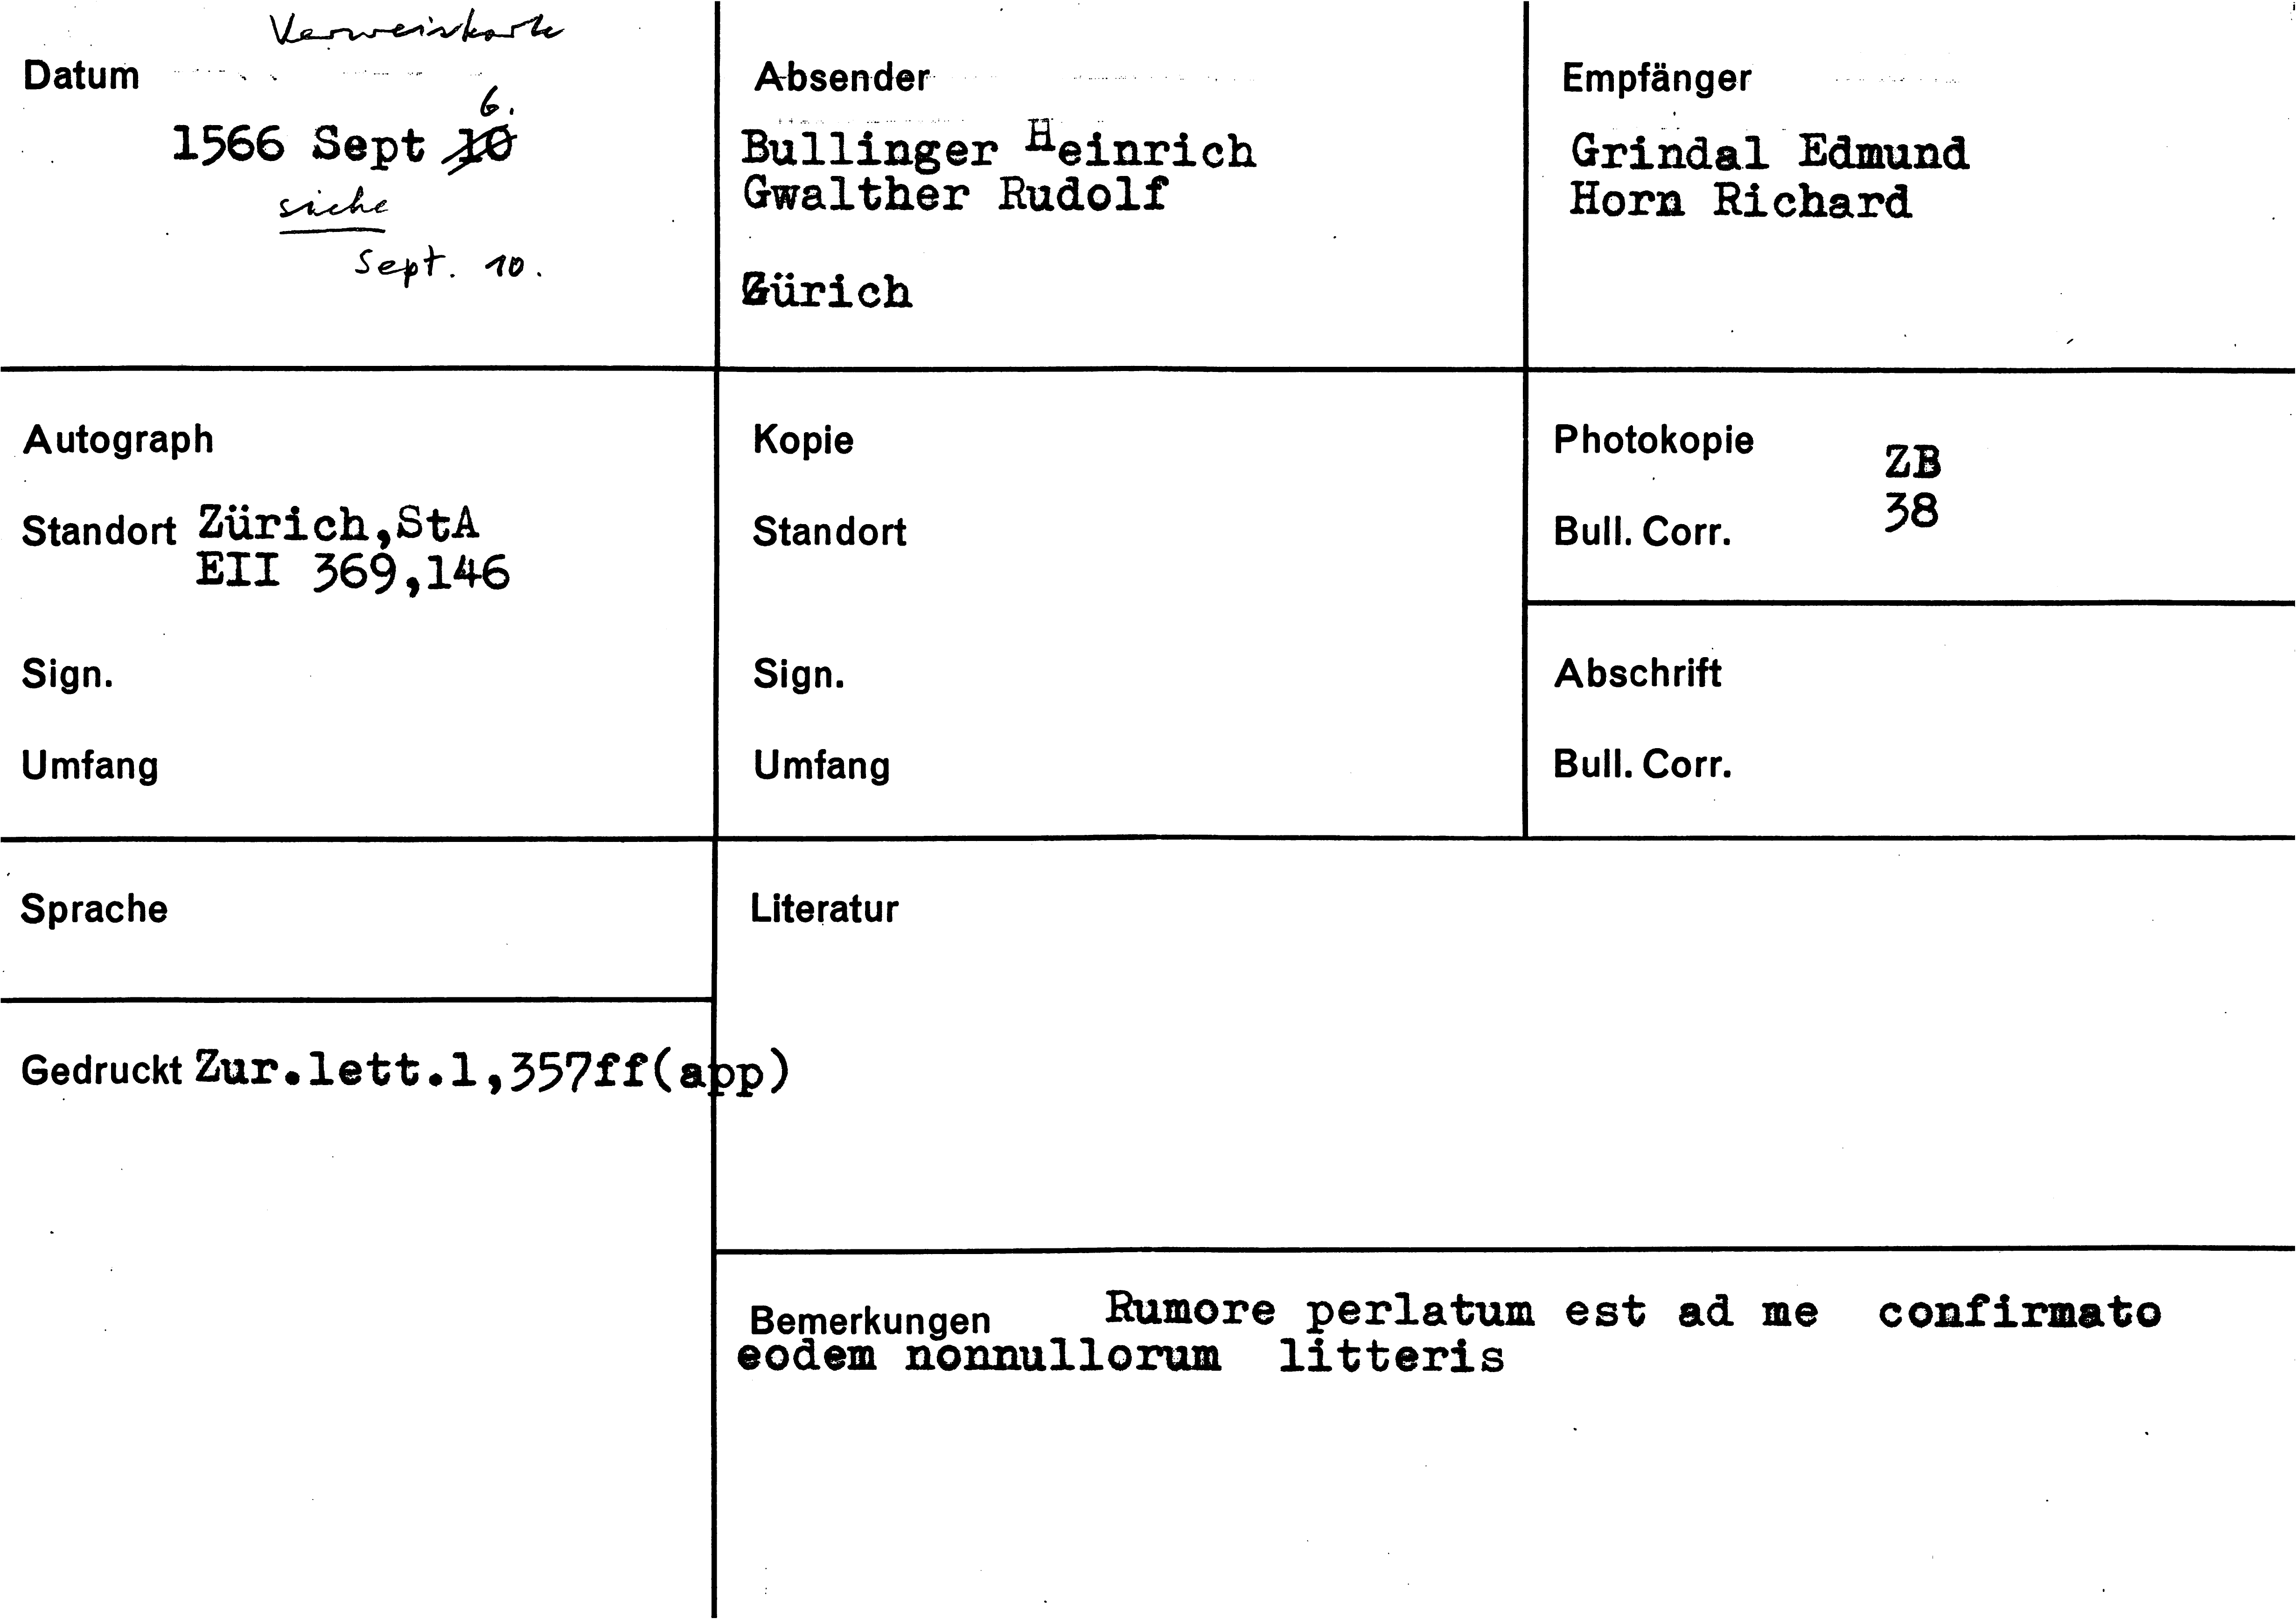 Verweiskarte
Datum
6.
1566 Sept 10
siehe
Sept. 10.
Absender
Bullinger Heinrich
Gwalther Rudolf
Zürich
Empfänger
Grindal Edmund
Horn Richard
Autograph
Standort Zürich,StA
EII 369,146
Sign.
Umfang
Kopie
Standort
Sign.
Umfang
Photokopie ZB
Bull. Corr. 38
Abschrift
Bull. Corr.
Sprache
Literatur
Gedruckt Zur.lett.1,357ff(app)
Bemerkungen Rumore perlatum est ad me confirmato
eodem nonnullorum litteris